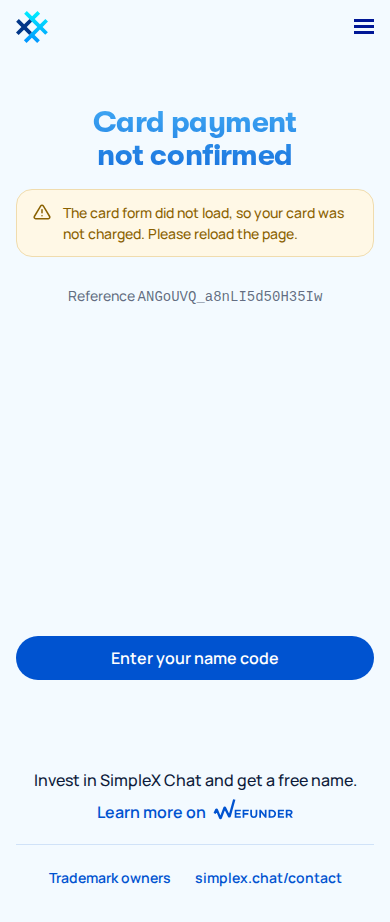 Card payment
not confirmed
The card form did not load, so your card was
not charged. Please reload the page.
Reference ANGoUVQ_a8nLI5d50H35Iw
Enter your name code
Invest in SimpleX Chat and get a free name.
Learn more on WEFUNDER
Trademark owners simplex.chat/contact